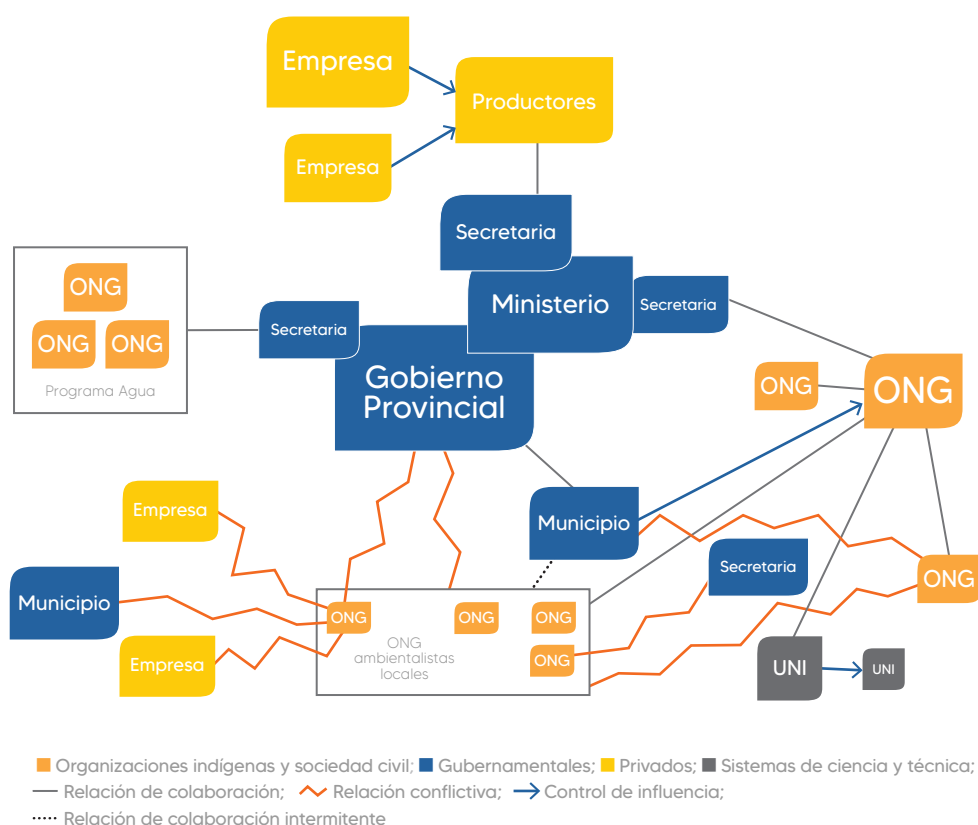 Empresa
Productores
Empresa
Secretaria
Ministerio
Secretaria
Secretaria
ONG
ONG ONG
Programa Agua
Gobierno
Provincial
ONG
ONG
Empresa
Municipio
Municipio
Secretaria
ONG
Empresa
ONG
ONG
ambientalistas
locales
ONG
ONG
ONG
UNI
UNI
Organizaciones indígenas y sociedad civil; Gubernamentales; Privados; Sistemas de ciencia y técnica;
Relación de colaboración; Relación conflictiva; Control de influencia;
Relación de colaboración intermitente